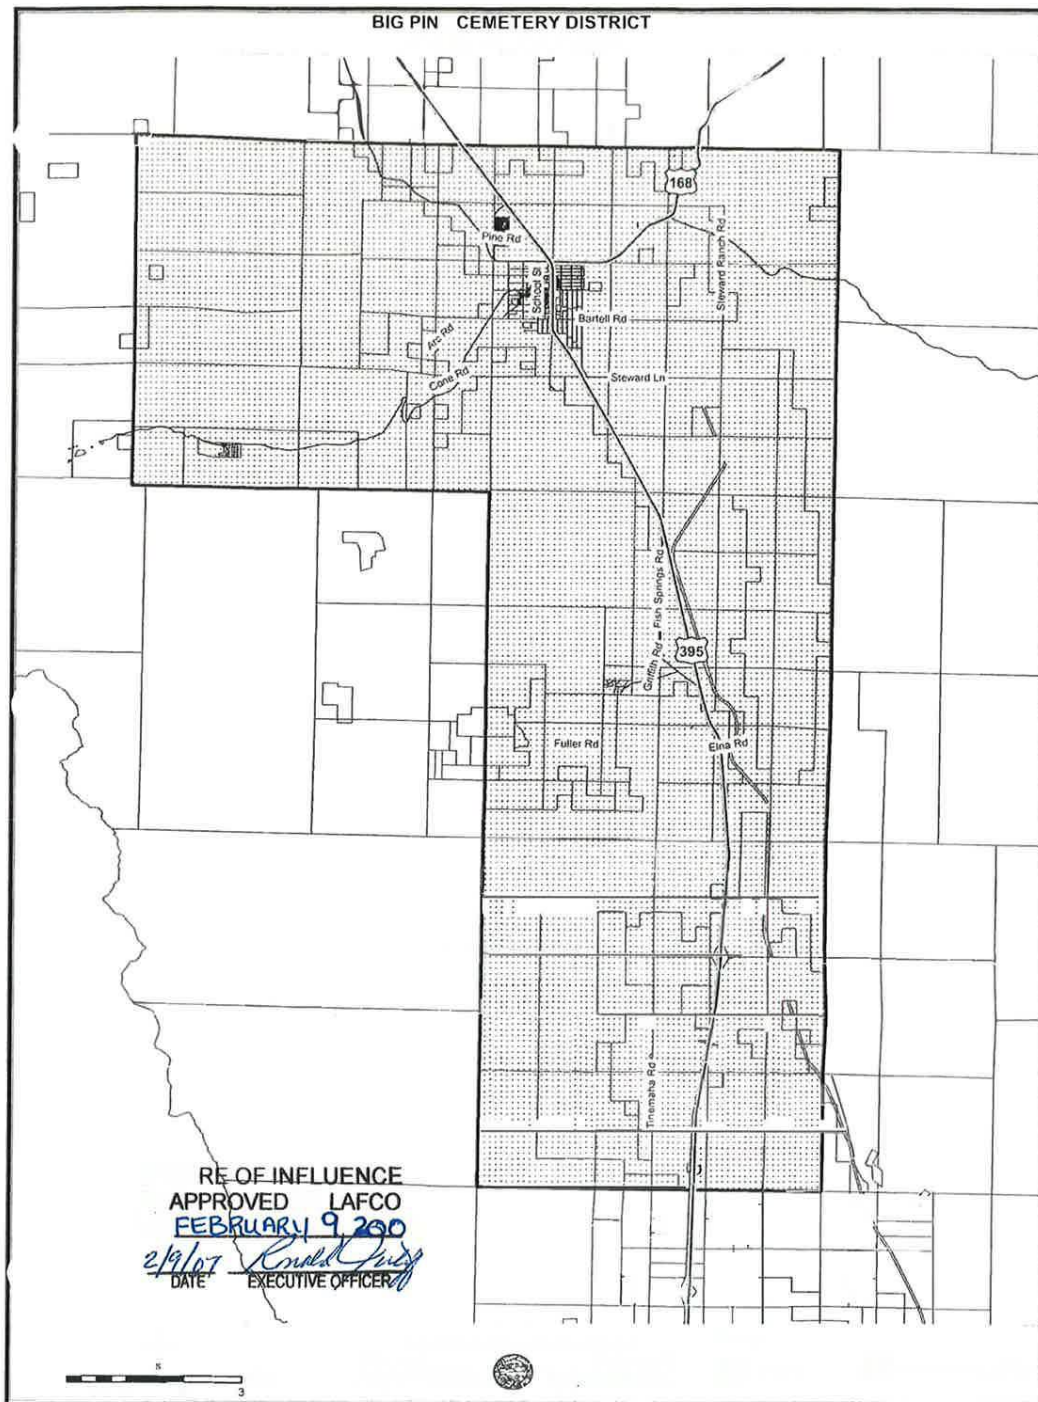 BIG PIN CEMETERY DISTRICT
168
Pine Rd
Steward Ranch Rd
School St
Bartell Rd
Arc Rd
Cone Rd
Steward Ln
Fish Springs Rd
Griffith Rd
395
Fuller Rd
Elna Rd
Tinemaha Rd
RE OF INFLUENCE
APPROVED LAFCO
FEBRUARY 9, 200
2/9/07
DATE EXECUTIVE OFFICER
s
3